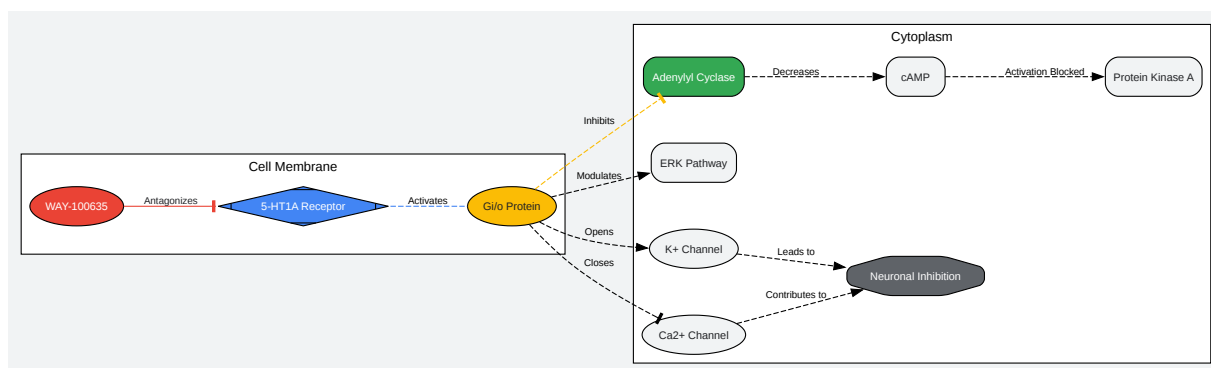 Cytoplasm
Adenylyl Cyclase
Decreases
cAMP
Activation Blocked
Protein Kinase A
Inhibits
ERK Pathway
Modulates
Cell Membrane
WAY-100635
Antagonizes
5-HT1A Receptor
Activates
Gi/o Protein
Opens
K+ Channel
Leads to
Closes
Neuronal Inhibition
Contributes to
Ca2+ Channel